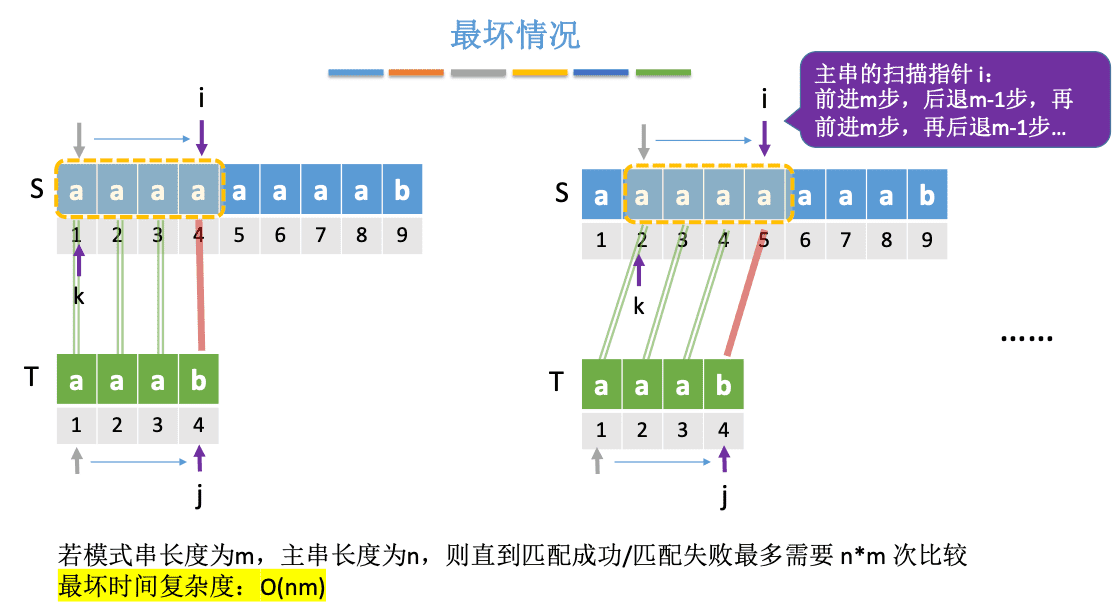 最坏情况
主串的扫描指针 i：
前进m步，后退m-1步，再
前进m步，再后退m-1步…
i
i
S a a a a a a a a b
1 2 3 4 5 6 7 8 9
k
T a a a b
1 2 3 4
j
S a a a a a a a a b
1 2 3 4 5 6 7 8 9
k
……
T a a a b
1 2 3 4
j
若模式串长度为m，主串长度为n，则直到匹配成功/匹配失败最多需要 n*m 次比较
最坏时间复杂度：O(nm)